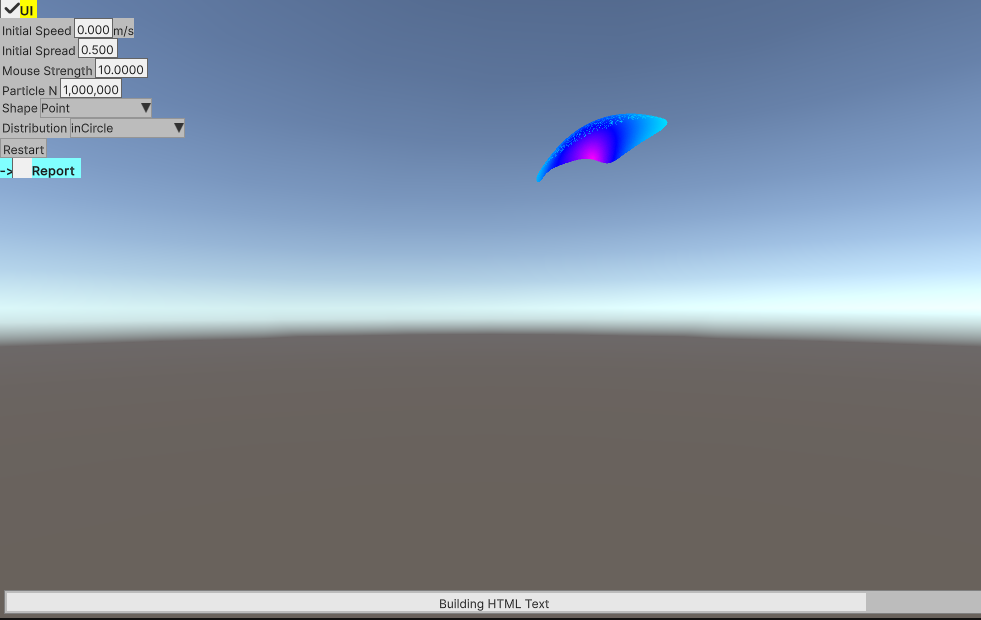 UI
Initial Speed 0.000 m/s
Initial Spread 0.500
Mouse Strength 10.0000
Particle N 1,000,000
Shape Point
Distribution inCircle
Restart
-> Report
Building HTML Text